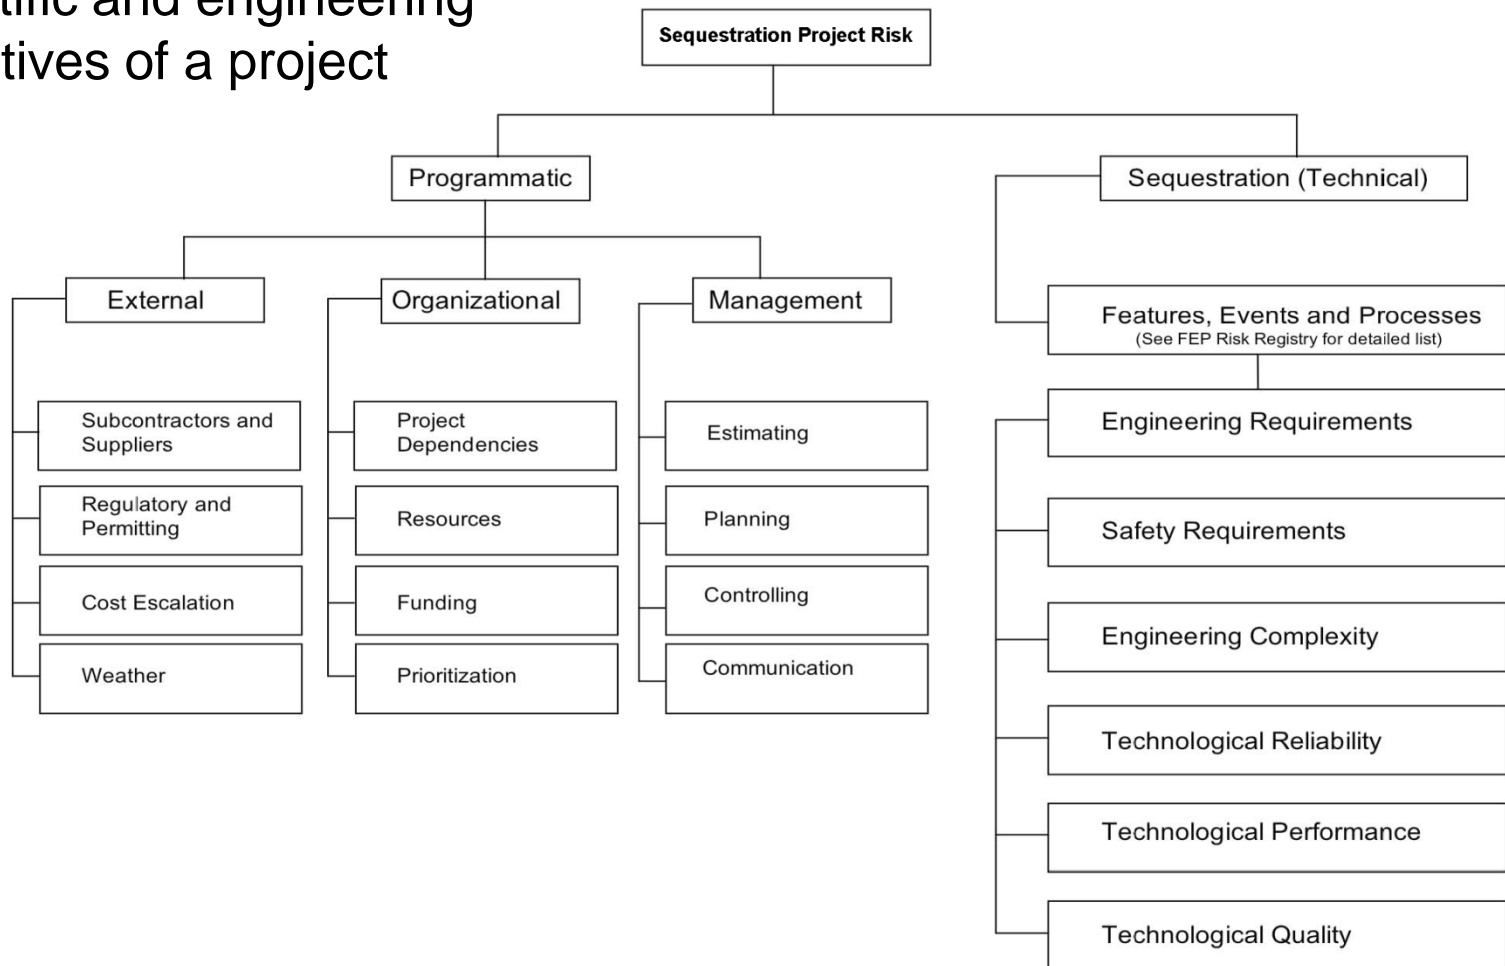 and engineering
of a project
Sequestration Project Risk
Programmatic
Sequestration (Technical)
External
Organizational
Management
Features, Events and Processes
(See FEP Risk Registry for detailed list)
Subcontractors and
Suppliers
Project
Dependencies
Estimating
Engineering Requirements
Regulatory and
Permitting
Resources
Planning
Safety Requirements
Cost Escalation
Funding
Controlling
Engineering Complexity
Weather
Prioritization
Communication
Technological Reliability
Technological Performance
Technological Quality